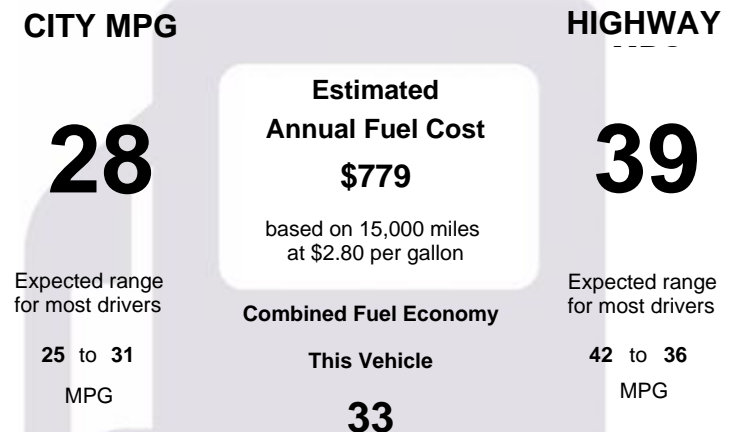 CITY MPG
28
Expected range
for most drivers
25 to 31
MPG
Estimated
Annual Fuel Cost
$779
based on 15,000 miles
at $2.80 per gallon
Combined Fuel Economy
This Vehicle
33
HIGHWAY
39
Expected range
for most drivers
42 to 36
MPG